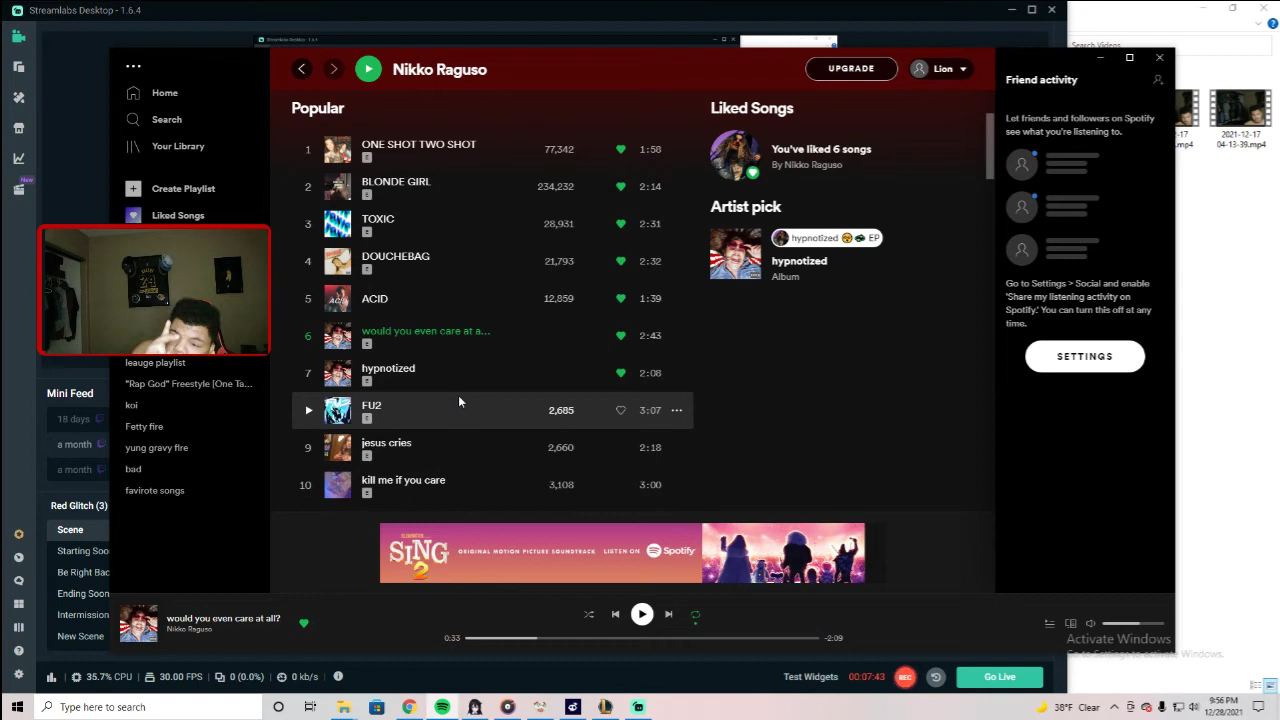 Streamlabs Desktop - 1.6.4
Search Videos
Nikko Raguso
UPGRADE
Lion
Friend activity
Home
Search
Your Library
Create Playlist
Liked Songs
New
leauge playlist
"Rap God" Freestyle [One Ta...
koi
Fetty fire
yung gravy fire
bad
favirote songs
Popular
1 ONE SHOT TWO SHOT 77,342 1:58
2 BLONDE GIRL 234,232 2:14
3 TOXIC 28,931 2:31
4 DOUCHEBAG 21,793 2:32
5 ACID 12,859 1:39
6 would you even care at a... 2:43
7 hypnotized 2:08
FU2 2,685 3:07
9 jesus cries 2,660 2:18
10 kill me if you care 3,108 3:00
Liked Songs
You've liked 6 songs
By Nikko Raguso
Artist pick
hypnotized EP
hypnotized
Album
Let friends and followers on Spotify
see what you're listening to.
Go to Settings > Social and enable
'Share my listening activity on
Spotify.' You can turn this off at any
time.
SETTINGS
2021-12-17
04-13-39.mp4
Mini Feed
18 days
a month
a month
Red Glitch (3)
Scene
Starting Soo
Be Right Bac
Ending Soon
Intermission
New Scene
SING 2
ORIGINAL MOTION PICTURE SOUNDTRACK
LISTEN ON Spotify
would you even care at all?
Nikko Raguso
0:33
-2:09
Activate Windows
Go to Settings to activate Windows.
.7% CPU
30.00 FPS
0 (0.0%)
0 kb/s
Test Widgets
00:07:43
REC
Go Live
Type here to search
38°F Clear
9:56 PM
12/28/2021